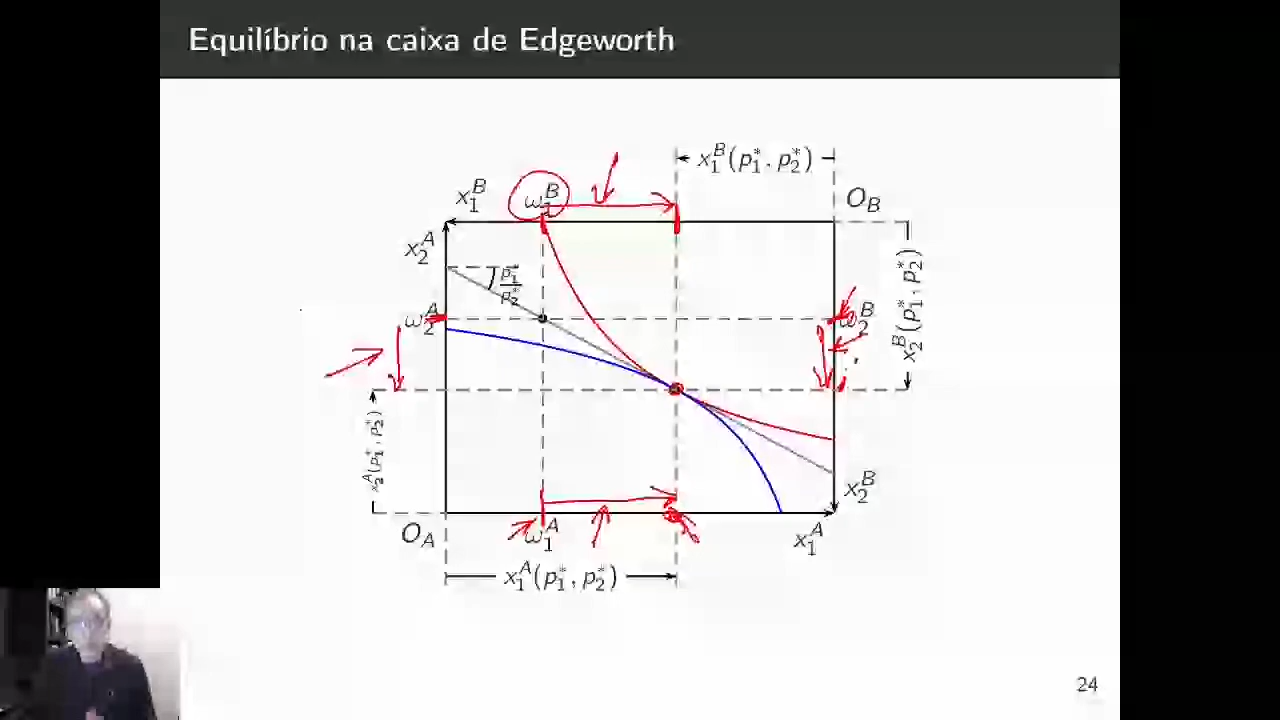 Equilíbrio na caixa de Edgeworth
x₁ᴮ(p₁*, p₂*)
x₁ᴮ
ω₁ᴮ
O_B
x₂ᴬ
p₁*
p₂*
x₂ᴮ(p₁*, p₂*)
ω₂ᴬ
ω₂ᴮ
x₂ᴬ(p₁*, p₂*)
x₂ᴮ
O_A
ω₁ᴬ
x₁ᴬ
x₁ᴬ(p₁*, p₂*)
24